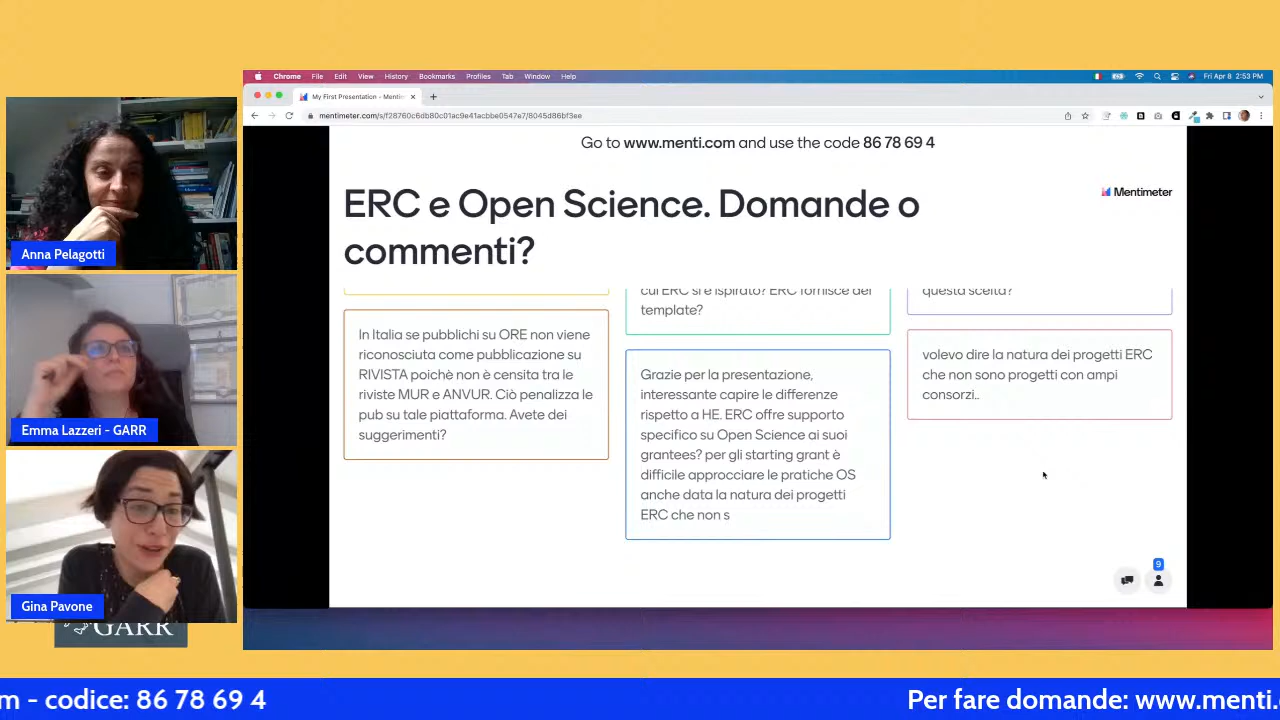 Chrome File Edit View History Bookmarks Profiles Tab Window Help
Fri Apr 8 2:53 PM
My First Presentation - Mentim
mentimeter.com/s/f28760c6db80c01ac9e41acbbe0547e7/8045d86bf3ee
Go to www.menti.com and use the code 86 78 69 4
Mentimeter
ERC e Open Science. Domande o
commenti?
In Italia se pubblichi su ORE non viene
riconosciuta come pubblicazione su
RIVISTA poichè non è censita tra le
riviste MUR e ANVUR. Ciò penalizza le
pub su tale piattaforma. Avete dei
suggerimenti?
cui ERC si è ispirato? ERC fornisce dei
template?
Grazie per la presentazione,
interessante capire le differenze
rispetto a HE. ERC offre supporto
specifico su Open Science ai suoi
grantees? per gli starting grant è
difficile approcciare le pratiche OS
anche data la natura dei progetti
ERC che non s
questa scelta?
volevo dire la natura dei progetti ERC
che non sono progetti con ampi
consorzi..
9
Anna Pelagotti
Emma Lazzeri - GARR
Gina Pavone
GARR
m - codice: 86 78 69 4
Per fare domande: www.menti.